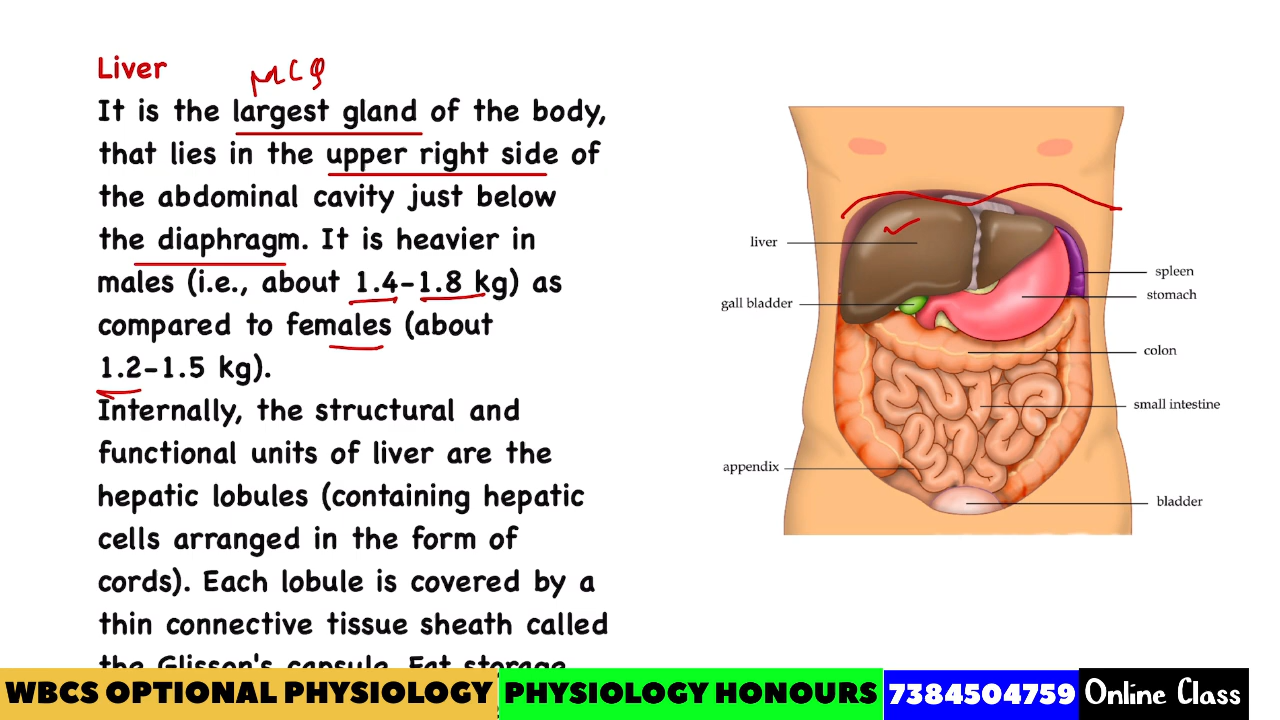 Liver
MCQ
It is the largest gland of the body,
that lies in the upper right side of
the abdominal cavity just below
the diaphragm. It is heavier in
males (i.e., about 1.4-1.8 kg) as
compared to females (about
1.2-1.5 kg).
Internally, the structural and
functional units of liver are the
hepatic lobules (containing hepatic
cells arranged in the form of
cords). Each lobule is covered by a
thin connective tissue sheath called
the Glisson's capsule. Fat storage
liver
gall bladder
appendix
spleen
stomach
colon
small intestine
bladder
WBCS OPTIONAL PHYSIOLOGY PHYSIOLOGY HONOURS 7384504759 Online Class